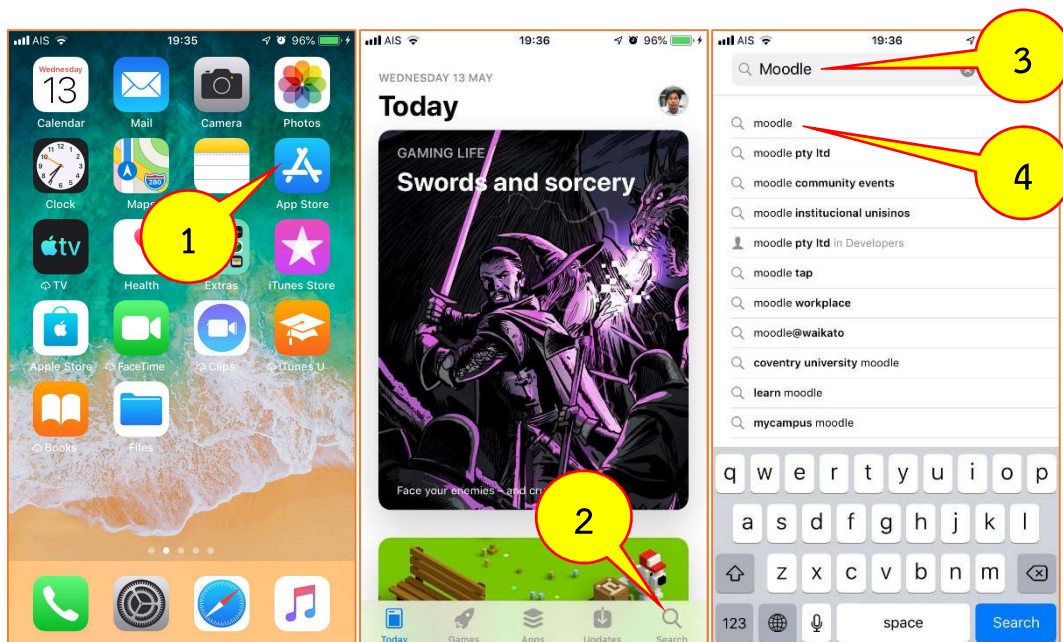 AIS 19:35 96%
Wednesday
13
Calendar Mail Camera Photos
280
Clock Maps App Store
1
tv
TV Health Extras iTunes Store
Apple Store FaceTime Clips iTunes U
Books Files
AIS 19:36 96%
WEDNESDAY 13 MAY
Today
GAMING LIFE
Swords and sorcery
Face your enemies – and
2
Today Games Apps Updates Search
AIS 19:36
3
Moodle
4
moodle
moodle pty ltd
moodle community events
moodle institucional unisinos
moodle pty ltd in Developers
moodle tap
moodle workplace
moodle@waikato
coventry university moodle
learn moodle
mycampus moodle
q w e r t y u i o p
a s d f g h j k l
z x c v b n m
123 space Search